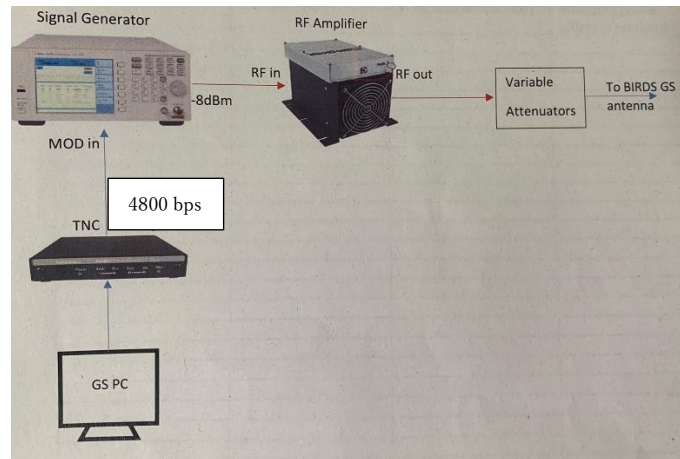 Signal Generator
RF Amplifier
RF in
RF out
-8dBm
Variable
Attenuators
To BIRDS GS
antenna
MOD in
4800 bps
TNC
GS PC